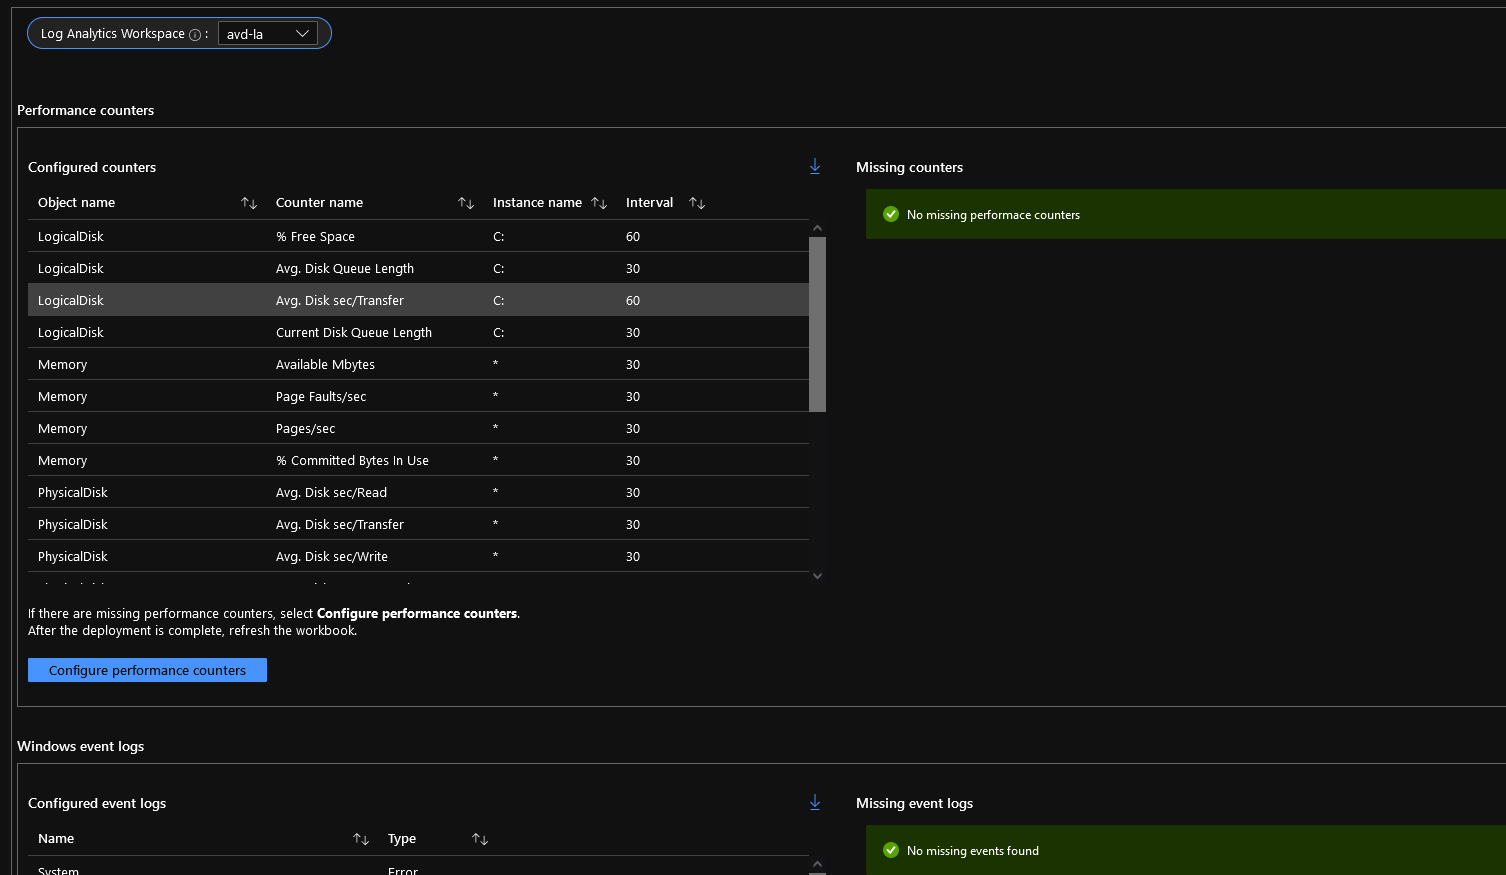 Log Analytics Workspace : avd-la
Performance counters
Configured counters
Object name Counter name Instance name Interval
LogicalDisk % Free Space C: 60
LogicalDisk Avg. Disk Queue Length C: 30
LogicalDisk Avg. Disk sec/Transfer C: 60
LogicalDisk Current Disk Queue Length C: 30
Memory Available Mbytes * 30
Memory Page Faults/sec * 30
Memory Pages/sec * 30
Memory % Committed Bytes In Use * 30
PhysicalDisk Avg. Disk sec/Read * 30
PhysicalDisk Avg. Disk sec/Transfer * 30
PhysicalDisk Avg. Disk sec/Write * 30
If there are missing performance counters, select Configure performance counters.
After the deployment is complete, refresh the workbook.
Configure performance counters
Missing counters
No missing performace counters
Windows event logs
Configured event logs
Name Type
System Error
Missing event logs
No missing events found